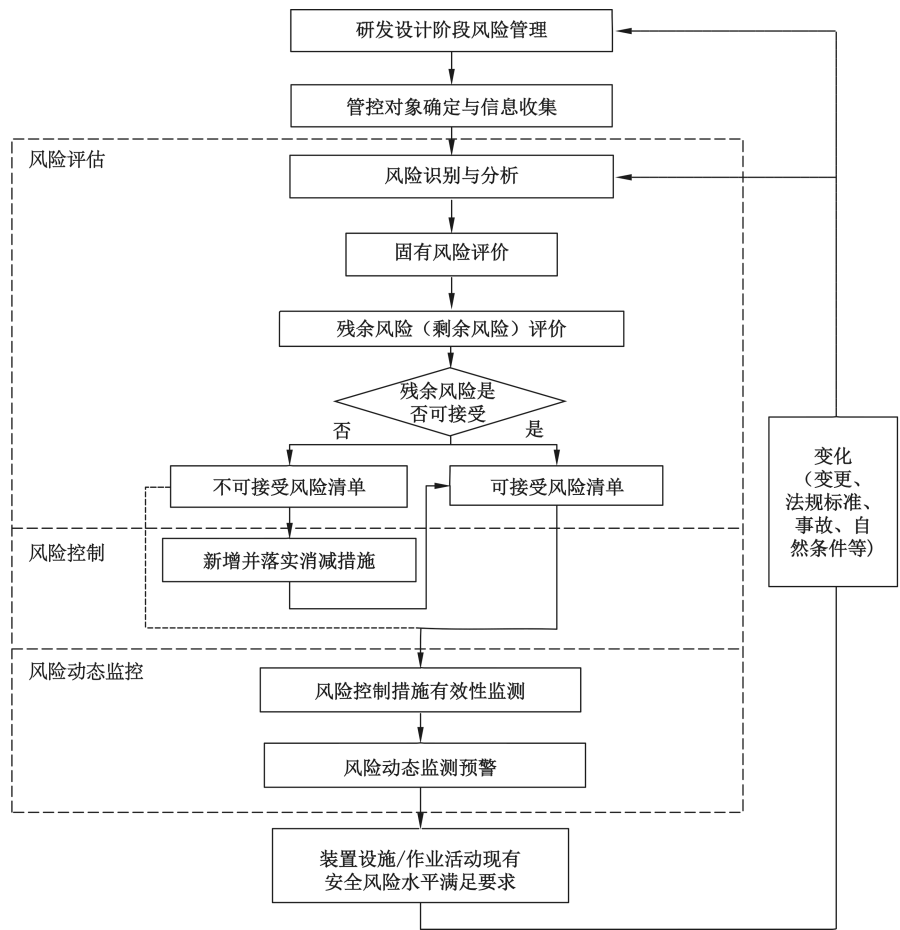 研发设计阶段风险管理
管控对象确定与信息收集
风险评估
风险识别与分析
固有风险评价
残余风险（剩余风险）评价
残余风险是
否可接受
否
是
不可接受风险清单
可接受风险清单
变化
（变更、
法规标准、
事故、自
然条件等)
风险控制
新增并落实消减措施
风险动态监控
风险控制措施有效性监测
风险动态监测预警
装置设施/作业活动现有
安全风险水平满足要求